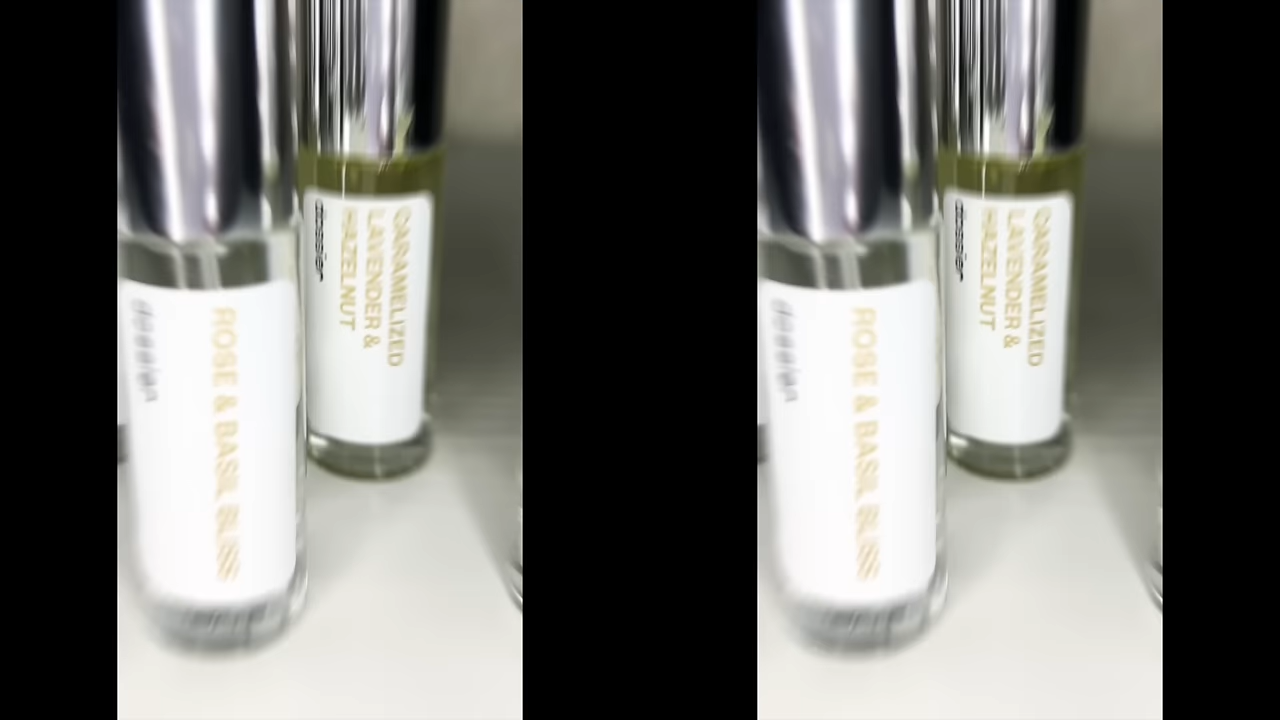 dossier
ROSE & BASIL BLISS
dossier
CARAMELIZED
LAVENDER &
HAZELNUT
dossier
ROSE & BASIL BLISS
dossier
CARAMELIZED
LAVENDER &
HAZELNUT